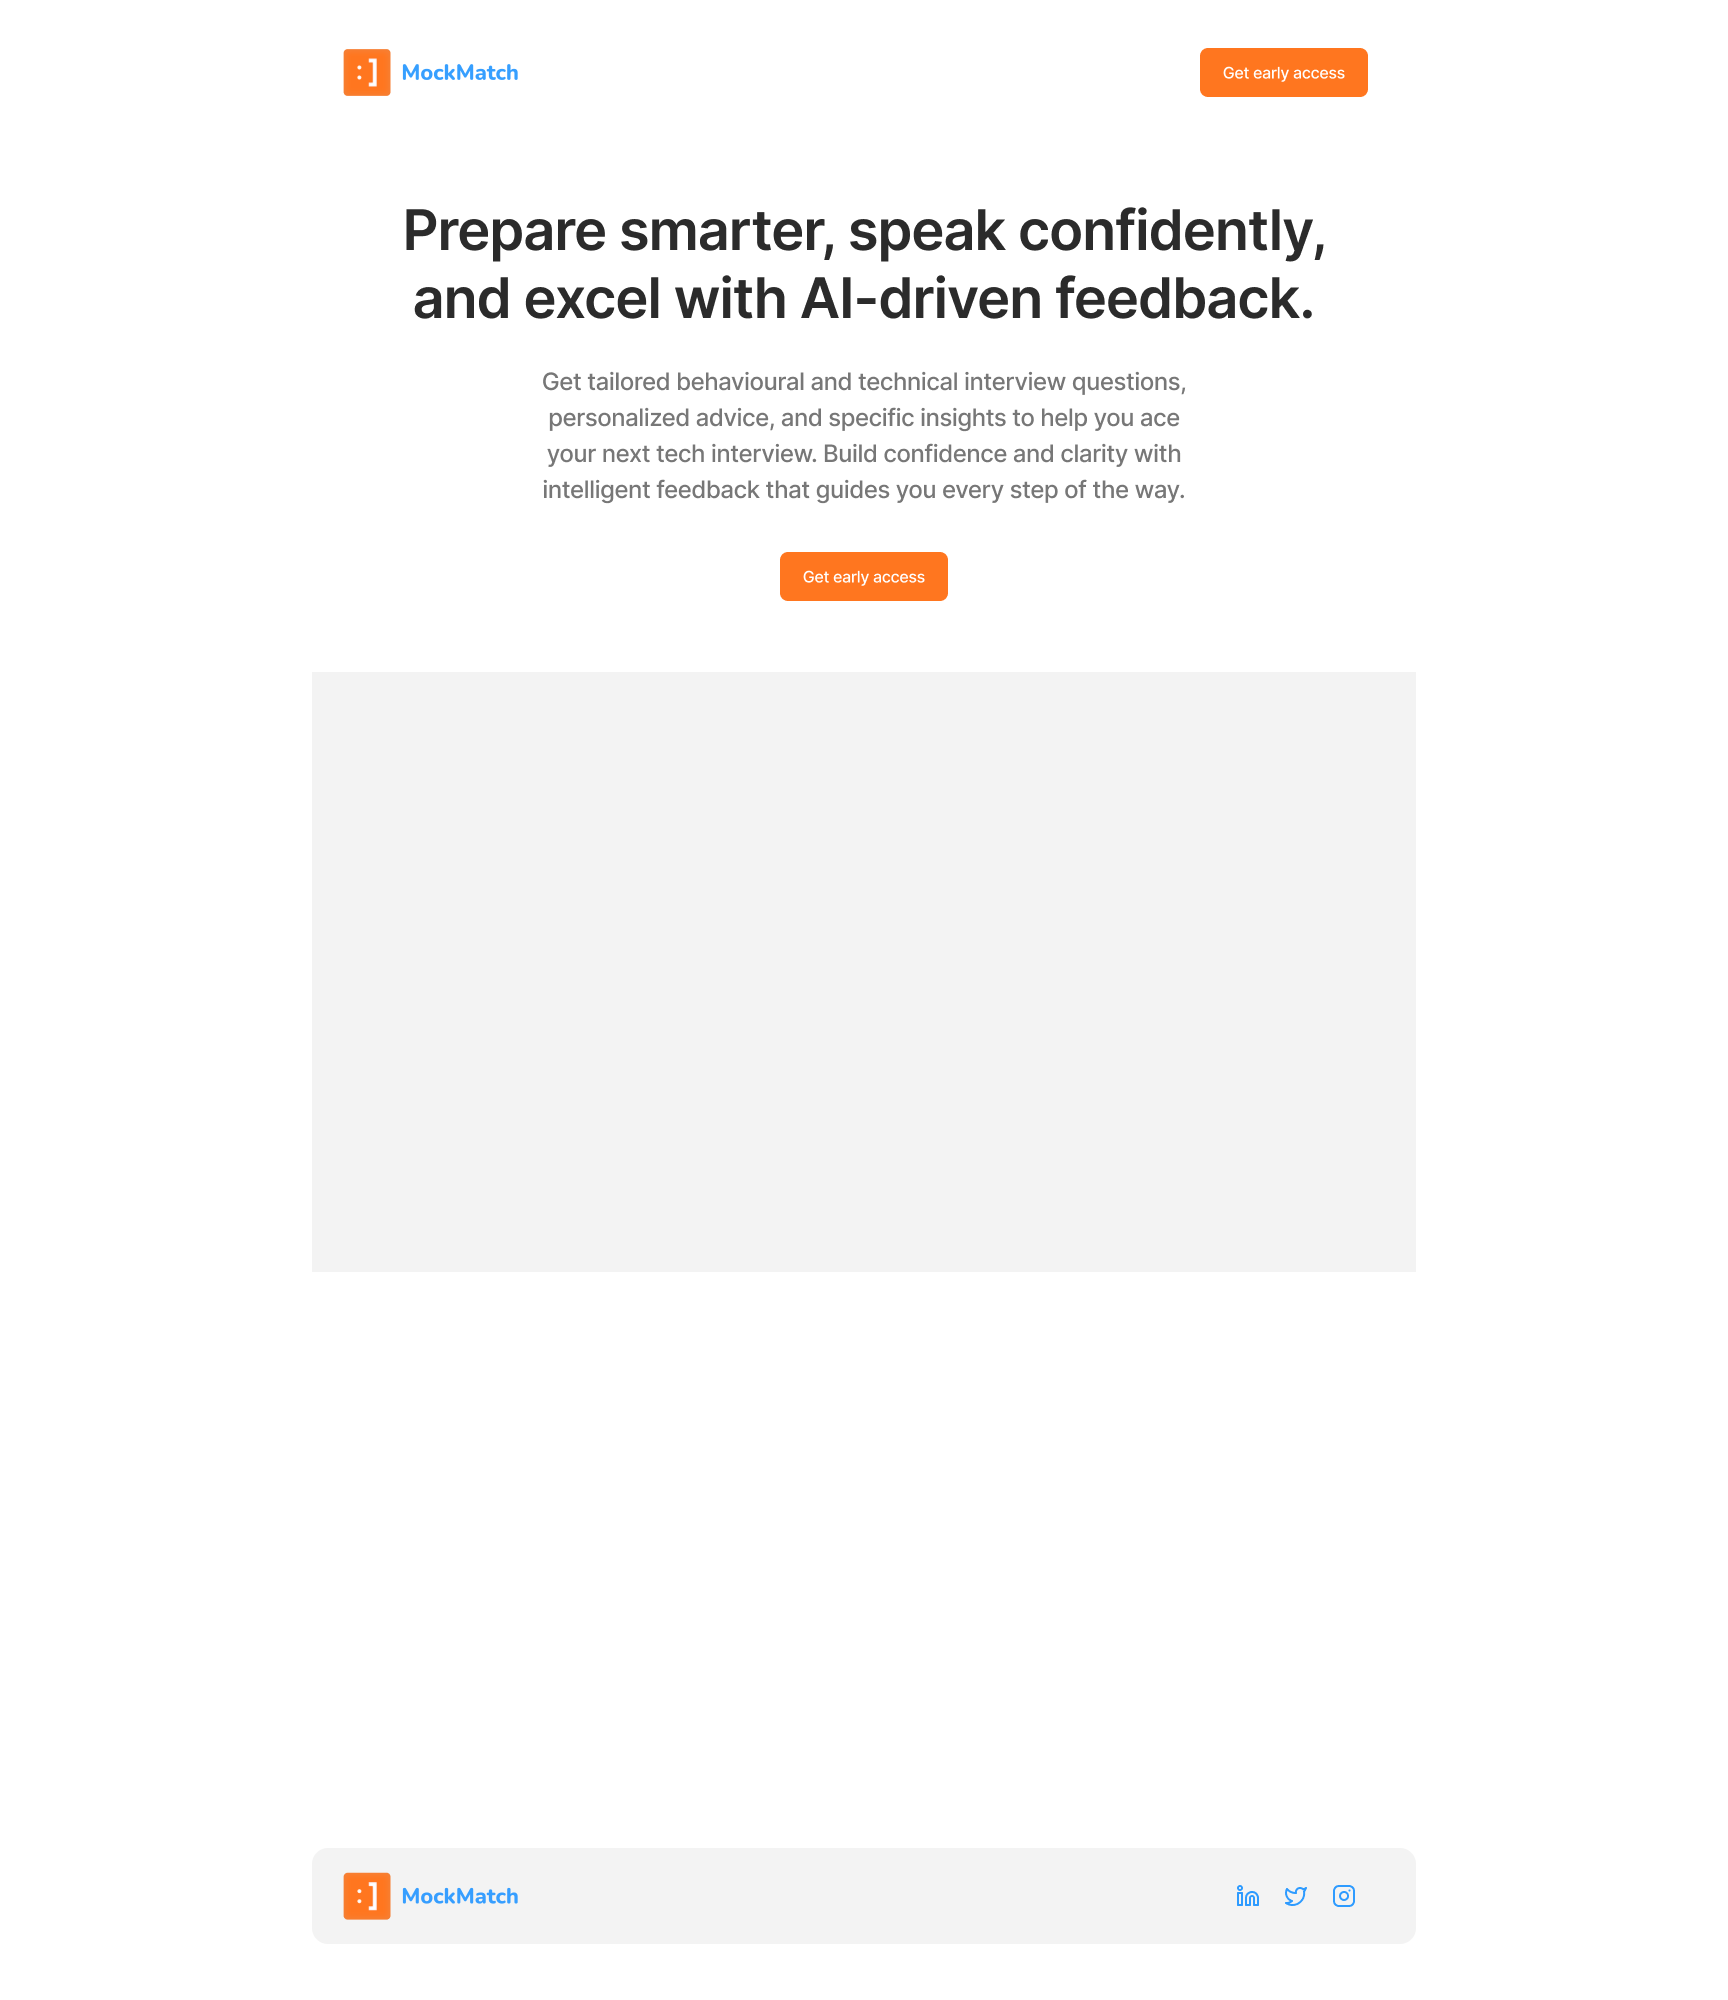 :] MockMatch
Get early access
Prepare smarter, speak confidently,
and excel with AI-driven feedback.
Get tailored behavioural and technical interview questions,
personalized advice, and specific insights to help you ace
your next tech interview. Build confidence and clarity with
intelligent feedback that guides you every step of the way.
Get early access
:] MockMatch
in